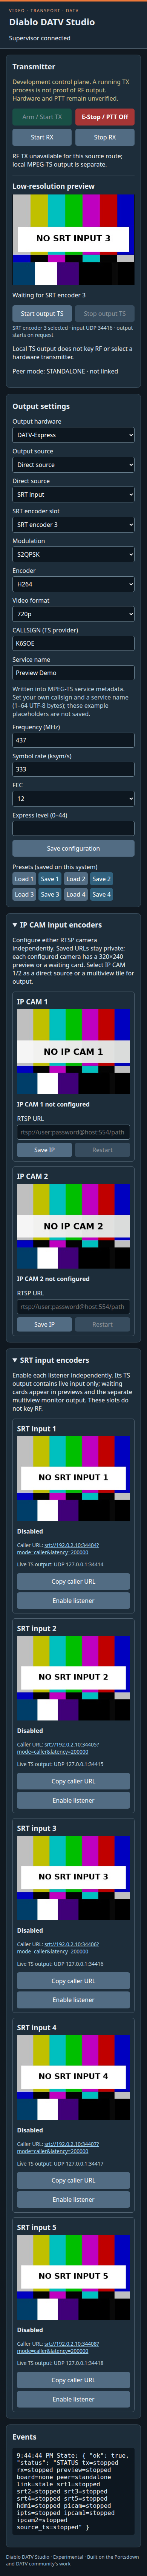 VIDEO · TRANSPORT · DATV
Diablo DATV Studio
Supervisor connected
Transmitter
Development control plane. A running TX
process is not proof of RF output.
Hardware and PTT remain unverified.
Arm / Start TX
E-Stop / PTT Off
Start RX
Stop RX
RF TX unavailable for this source route;
local MPEG-TS output is separate.
Low-resolution preview
NO SRT INPUT 3
Waiting for SRT encoder 3
Start output TS
Stop output TS
SRT encoder 3 selected · input UDP 34416 · output
starts on request.
Local TS output does not key RF or select a
hardware transmitter.
Peer mode: STANDALONE · not linked
Output settings
Output hardware
DATV-Express
Output source
Direct source
Direct source
SRT input
SRT encoder slot
SRT encoder 3
Modulation
S2QPSK
Encoder
H264
Video format
720p
CALLSIGN (TS provider)
K6SOE
Service name
Preview Demo
Written into MPEG-TS service metadata.
Set your own callsign and a service name
(1–64 UTF-8 bytes); these example
placeholders are not saved.
Frequency (MHz)
437
Symbol rate (ksym/s)
333
FEC
12
Express level (0–44)
Save configuration
Presets (saved on this system)
Load 1
Save 1
Load 2
Save 2
Load 3
Save 3
Load 4
Save 4
▼ IP CAM input encoders
Configure either RTSP camera
independently. Saved URLs stay private;
each configured camera has a 320×240
preview or a waiting card. Select IP CAM
1/2 as a direct source or a multiview tile for
output.
IP CAM 1
NO IP CAM 1
IP CAM 1 not configured
RTSP URL
rtsp://user:password@host:554/path
Save IP
Restart
IP CAM 2
NO IP CAM 2
IP CAM 2 not configured
RTSP URL
rtsp://user:password@host:554/path
Save IP
Restart
▼ SRT input encoders
Enable each listener independently. Its TS
output contains live input only; waiting
cards appear in previews and the separate
multiview monitor output. These slots do
not key RF.
SRT input 1
NO SRT INPUT 1
Disabled
Caller URL: srt://192.0.2.10:34404?
mode=caller&latency=200000
Live TS output: UDP 127.0.0.1:34414
Copy caller URL
Enable listener
SRT input 2
NO SRT INPUT 2
Disabled
Caller URL: srt://192.0.2.10:34405?
mode=caller&latency=200000
Live TS output: UDP 127.0.0.1:34415
Copy caller URL
Enable listener
SRT input 3
NO SRT INPUT 3
Disabled
Caller URL: srt://192.0.2.10:34406?
mode=caller&latency=200000
Live TS output: UDP 127.0.0.1:34416
Copy caller URL
Enable listener
SRT input 4
NO SRT INPUT 4
Disabled
Caller URL: srt://192.0.2.10:34407?
mode=caller&latency=200000
Live TS output: UDP 127.0.0.1:34417
Copy caller URL
Enable listener
SRT input 5
NO SRT INPUT 5
Disabled
Caller URL: srt://192.0.2.10:34408?
mode=caller&latency=200000
Live TS output: UDP 127.0.0.1:34418
Copy caller URL
Enable listener
Events
9:44:44 PM State: { "ok": true,
"status": "STATUS tx=stopped
rx=stopped preview=stopped
board=none peer=standalone
link=stale srt1=stopped
srt2=stopped srt3=stopped
srt4=stopped srt5=stopped
hdmi=stopped picam=stopped
ipts=stopped ipcam1=stopped
ipcam2=stopped
source_ts=stopped" }
Diablo DATV Studio · Experimental · Built on the Portsdown
and DATV community's work